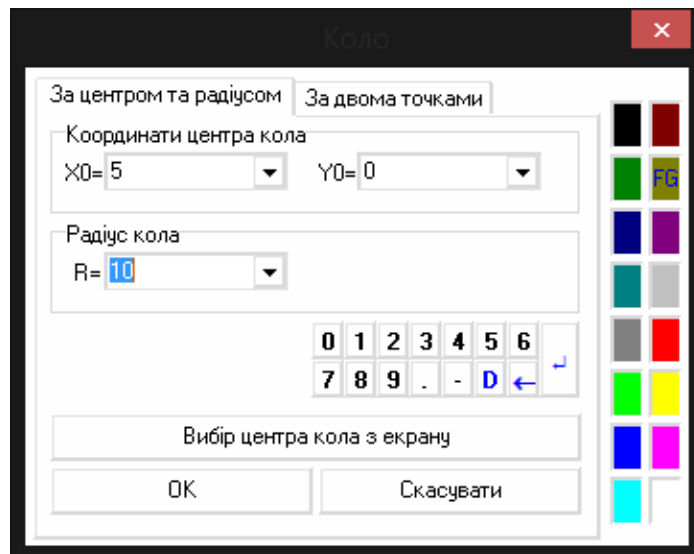 Коло
За центром та радіусом За двома точками
Координати центра кола
X0= 5 Y0= 0
Радіус кола
R= 10
FG
0 1 2 3 4 5 6
7 8 9 . - D ←
Вибір центра кола з екрану
OK Скасувати